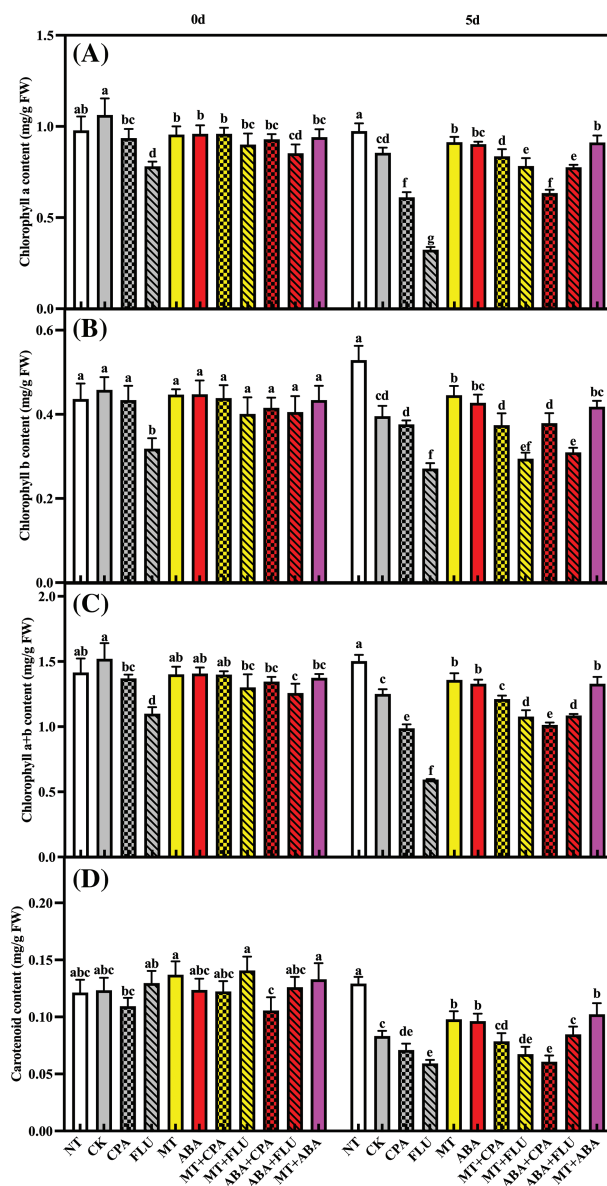 0d 5d
(A)
Chlorophyll a content (mg/g FW)
1.5
1.0
0.5
0.0
ab a bc d b b b bc bc cd bc
a cd f g b bc d e f e b
(B)
Chlorophyll b content (mg/g FW)
0.6
0.4
0.2
0.0
a a a b a a a a a a a
a cd d f b bc d ef d e bc
(C)
Chlorophyll a+b content (mg/g FW)
2.0
1.5
1.0
0.5
0.0
ab a bc d ab ab ab bc bc c bc
a c e f b b c d e d b
(D)
Carotenoid content (mg/g FW)
0.20
0.15
0.10
0.05
0.00
abc abc bc ab a abc abc a c abc a
a c de e b b cd de e c b
NT CK CPA FLU MT ABA MT+CPA MT+FLU ABA+CPA ABA+FLU MT+ABA
NT CK CPA FLU MT ABA MT+CPA MT+FLU ABA+CPA ABA+FLU MT+ABA